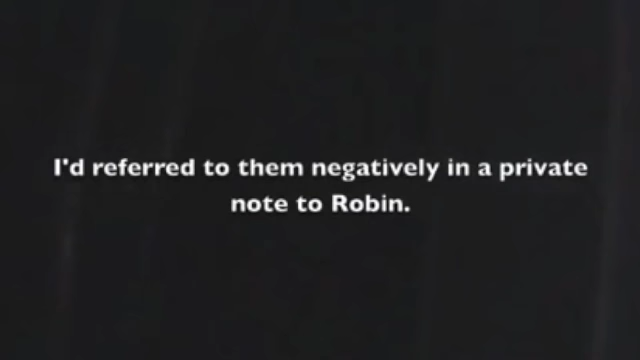 I'd referred to them negatively in a private
note to Robin.